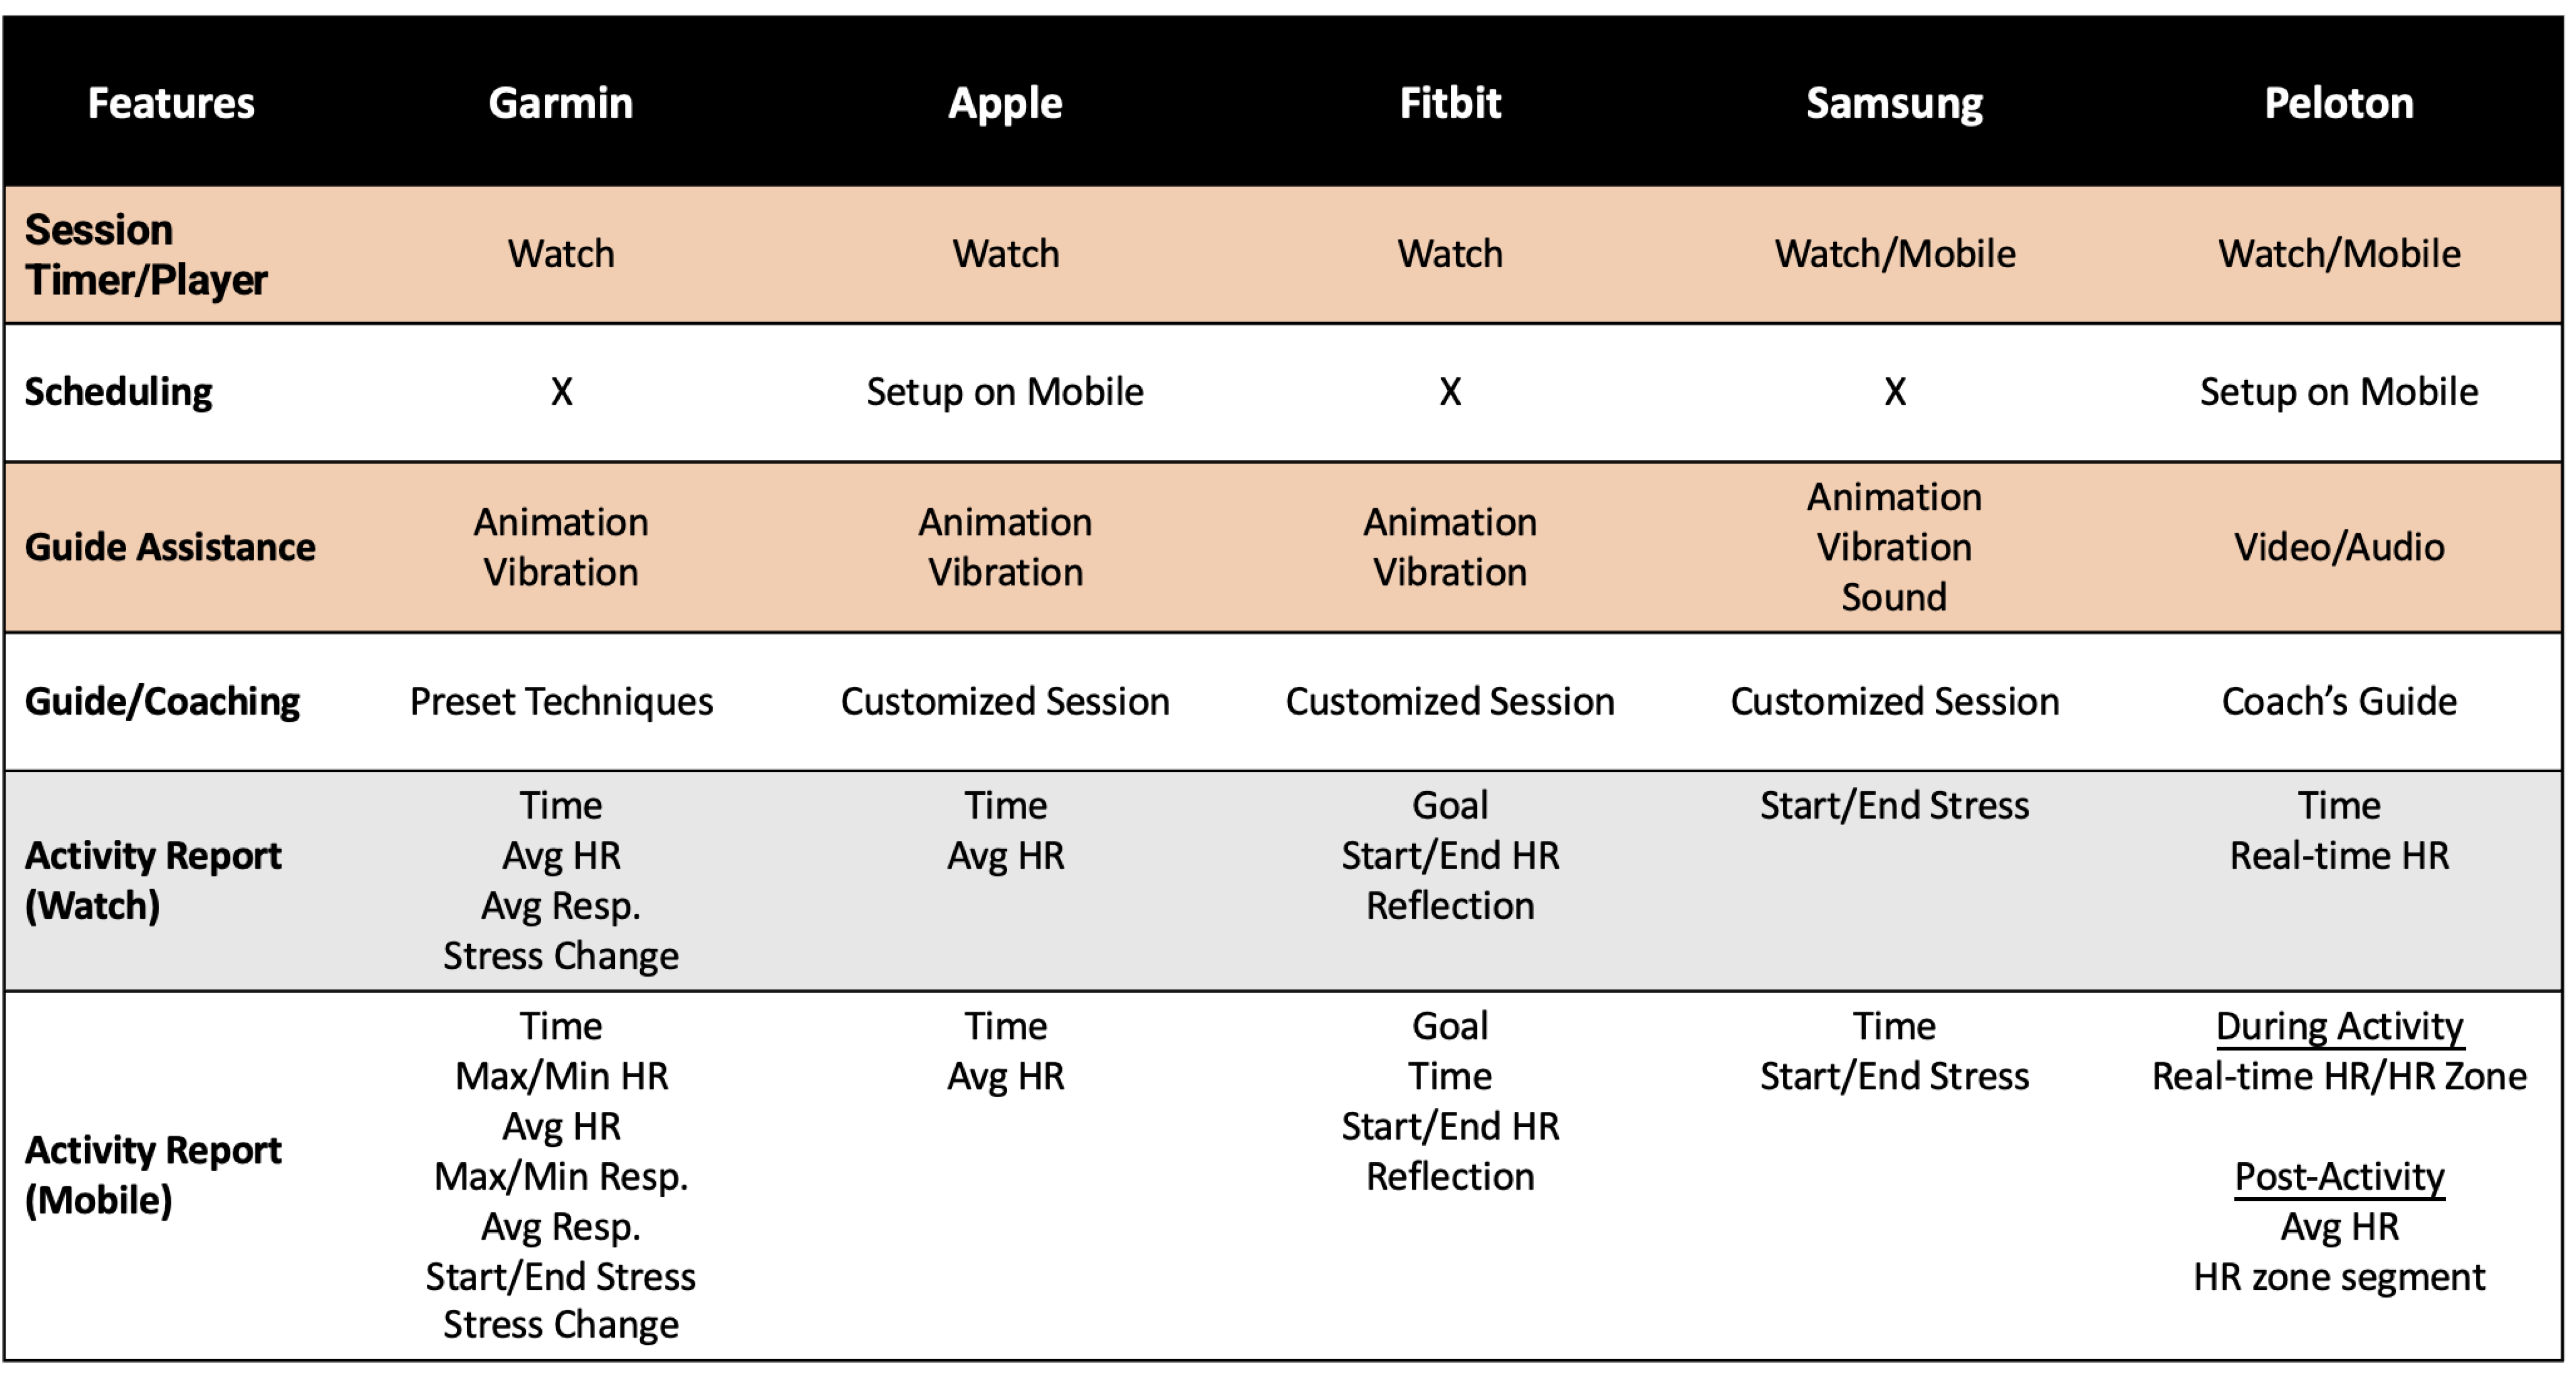 Features Garmin Apple Fitbit Samsung Peloton
Session Timer/Player Watch Watch Watch Watch/Mobile Watch/Mobile
Scheduling X Setup on Mobile X X Setup on Mobile
Guide Assistance
Animation
Vibration
Animation
Vibration
Animation
Vibration
Animation
Vibration
Sound
Video/Audio
Guide/Coaching Preset Techniques Customized Session Customized Session Customized Session Coach’s Guide
Activity Report
(Watch)
Time
Avg HR
Avg Resp.
Stress Change
Time
Avg HR
Goal
Start/End HR
Reflection
Start/End Stress
Time
Real-time HR
Activity Report
(Mobile)
Time
Max/Min HR
Avg HR
Max/Min Resp.
Avg Resp.
Start/End Stress
Stress Change
Time
Avg HR
Goal
Time
Start/End HR
Reflection
Time
Start/End Stress
During Activity
Real-time HR/HR Zone
Post-Activity
Avg HR
HR zone segment